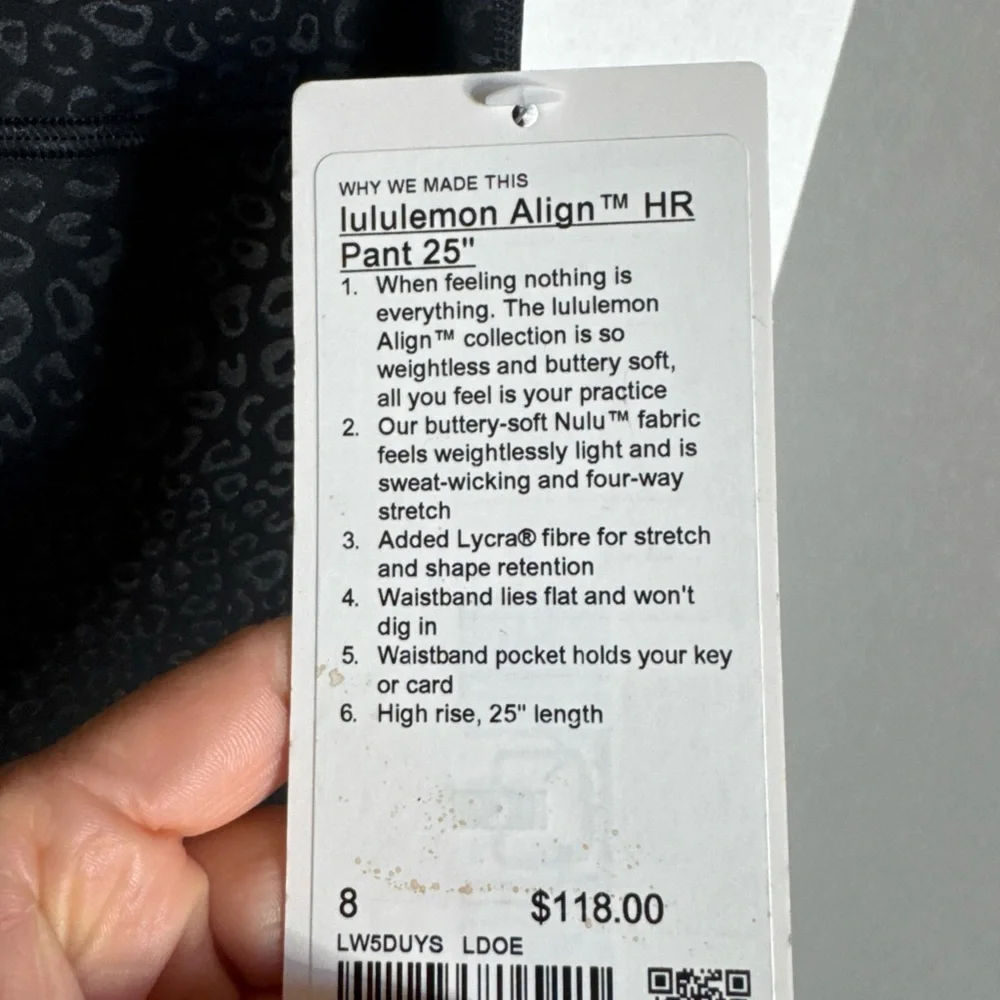 WHY WE MADE THIS
lululemon Align™ HR
Pant 25"
1. When feeling nothing is
everything. The lululemon
Align™ collection is so
weightless and buttery soft,
all you feel is your practice
2. Our buttery-soft Nulu™ fabric
feels weightlessly light and is
sweat-wicking and four-way
stretch
3. Added Lycra® fibre for stretch
and shape retention
4. Waistband lies flat and won't
dig in
5. Waistband pocket holds your key
or card
6. High rise, 25" length
8 $118.00
LW5DUYS LDOE